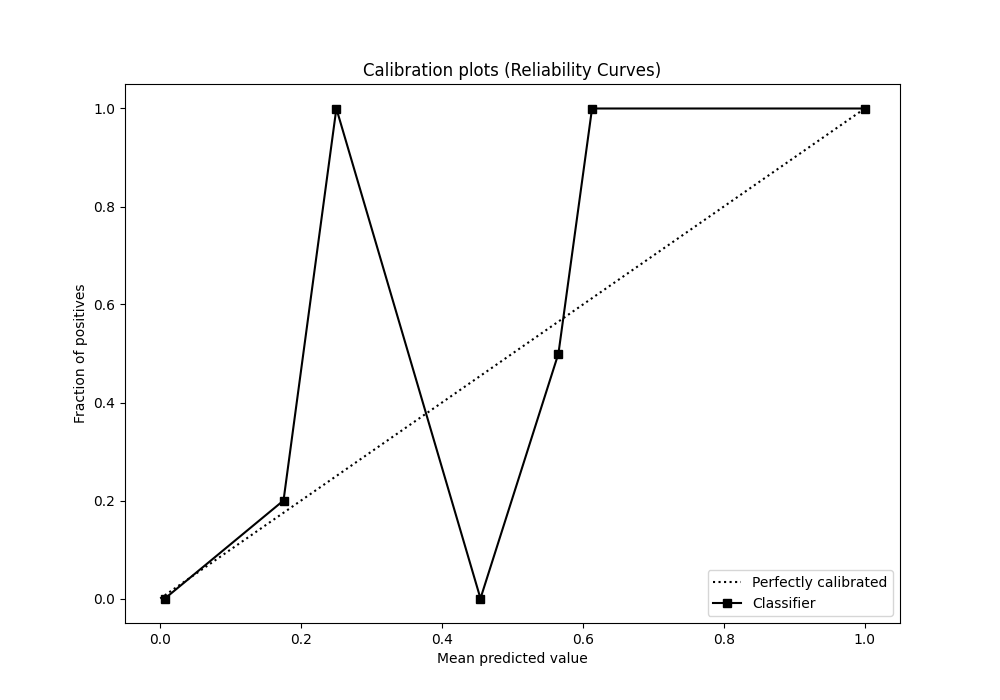 Calibration plots (Reliability Curves)
1.0
0.8
0.6
0.4
0.2
0.0
Fraction of positives
0.0 0.2 0.4 0.6 0.8 1.0
Mean predicted value
Perfectly calibrated
Classifier